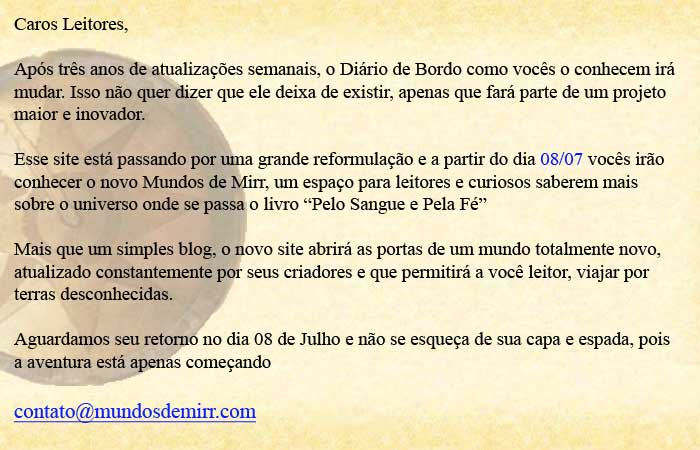 Caros Leitores,
Após três anos de atualizações semanais, o Diário de Bordo como vocês o conhecem irá
mudar. Isso não quer dizer que ele deixa de existir, apenas que fará parte de um projeto
maior e inovador.
Esse site está passando por uma grande reformulação e a partir do dia 08/07 vocês irão
conhecer o novo Mundos de Mirr, um espaço para leitores e curiosos saberem mais
sobre o universo onde se passa o livro “Pelo Sangue e Pela Fé”
Mais que um simples blog, o novo site abrirá as portas de um mundo totalmente novo,
atualizado constantemente por seus criadores e que permitirá a você leitor, viajar por
terras desconhecidas.
Aguardamos seu retorno no dia 08 de Julho e não se esqueça de sua capa e espada, pois
a aventura está apenas começando
contato@mundosdemirr.com